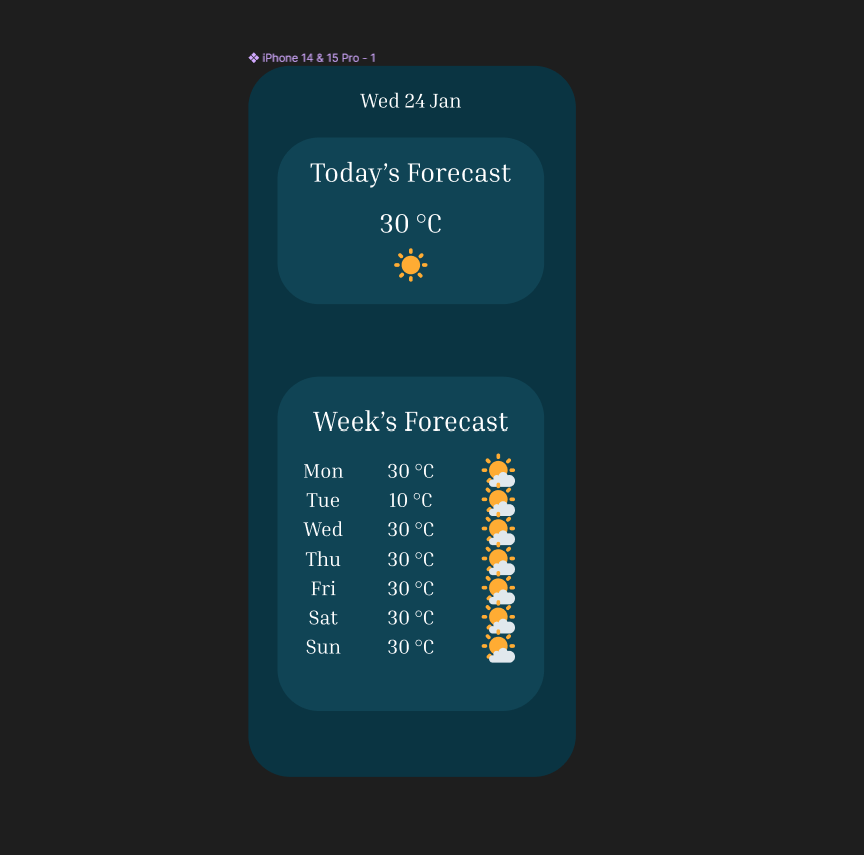 iPhone 14 & 15 Pro - 1
Wed 24 Jan
Today’s Forecast
30 °C
Week’s Forecast
Mon 30 °C
Tue 10 °C
Wed 30 °C
Thu 30 °C
Fri 30 °C
Sat 30 °C
Sun 30 °C